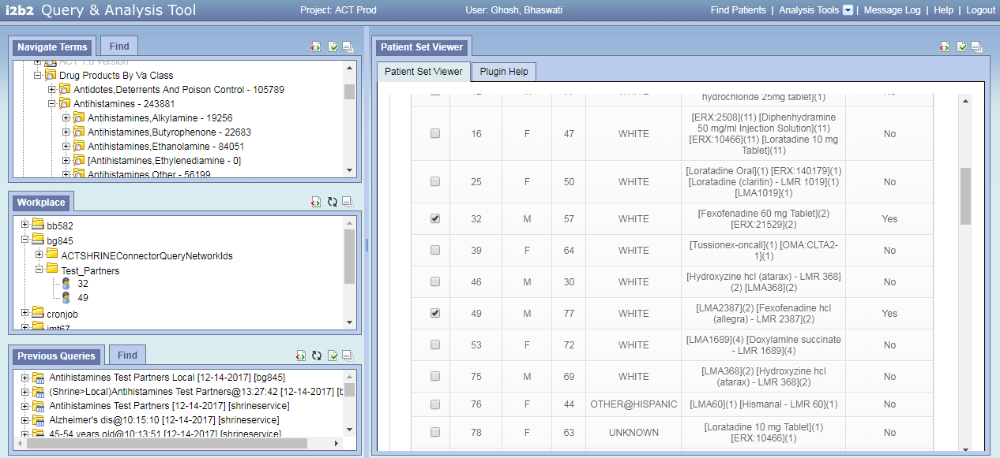 i2b2 Query & Analysis Tool
Project: ACT Prod
User: Ghosh, Bhaswati
Find Patients | Analysis Tools | Message Log | Help | Logout
Navigate Terms
Find
ACT 1.0 Version
Drug Products By Va Class
Antidotes,Deterrents And Poison Control - 105789
Antihistamines - 243881
Antihistamines,Alkylamine - 19256
Antihistamines,Butyrophenone - 22683
Antihistamines,Ethanolamine - 84051
[Antihistamines,Ethylenediamine - 0]
Antihistamines Other - 56199
Workplace
bb582
bg845
ACTSHRINEConnectorQueryNetworkIds
Test_Partners
32
49
cronjob
jmt67
Previous Queries
Find
Antihistamines Test Partners Local [12-14-2017] [bg845]
(Shrine>Local)Antihistamines Test Partners@13:27:42 [12-14-2017] [b
Antihistamines Test Partners [12-14-2017] [shrineservice]
Alzheimer's dis@10:15:10 [12-14-2017] [shrineservice]
45-54 years old@10:13:51 [12-14-2017] [shrineservice]
Patient Set Viewer
Patient Set Viewer
Plugin Help
hydrochloride 25mg tablet](1)
16 F 47 WHITE [ERX:2508](11) [Diphenhydramine
50 mg/ml Injection Solution](11)
[ERX:10466](11) [Loratadine 10 mg
Tablet](11) No
25 F 50 WHITE [Loratadine Oral](1) [ERX:140179](1)
[Loratadine (claritin) - LMR 1019](1)
[LMA1019](1) No
32 M 57 WHITE [Fexofenadine 60 mg Tablet](2)
[ERX:21529](2) Yes
39 F 64 WHITE [Tussionex-oncall](1) [OMA:CLTA2-
1](1) No
46 M 30 WHITE [Hydroxyzine hcl (atarax) - LMR 368]
(2) [LMA368](2) No
49 M 77 WHITE [LMA2387](2) [Fexofenadine hcl
(allegra) - LMR 2387](2) Yes
53 F 72 WHITE [LMA1689](4) [Doxylamine succinate
- LMR 1689](4) No
75 M 69 WHITE [LMA368](2) [Hydroxyzine hcl
(atarax) - LMR 368](2) No
76 F 44 OTHER@HISPANIC [LMA60](1) [Hismanal - LMR 60](1) No
78 F 63 UNKNOWN [Loratadine 10 mg Tablet](1)
[ERX:10466](1) No